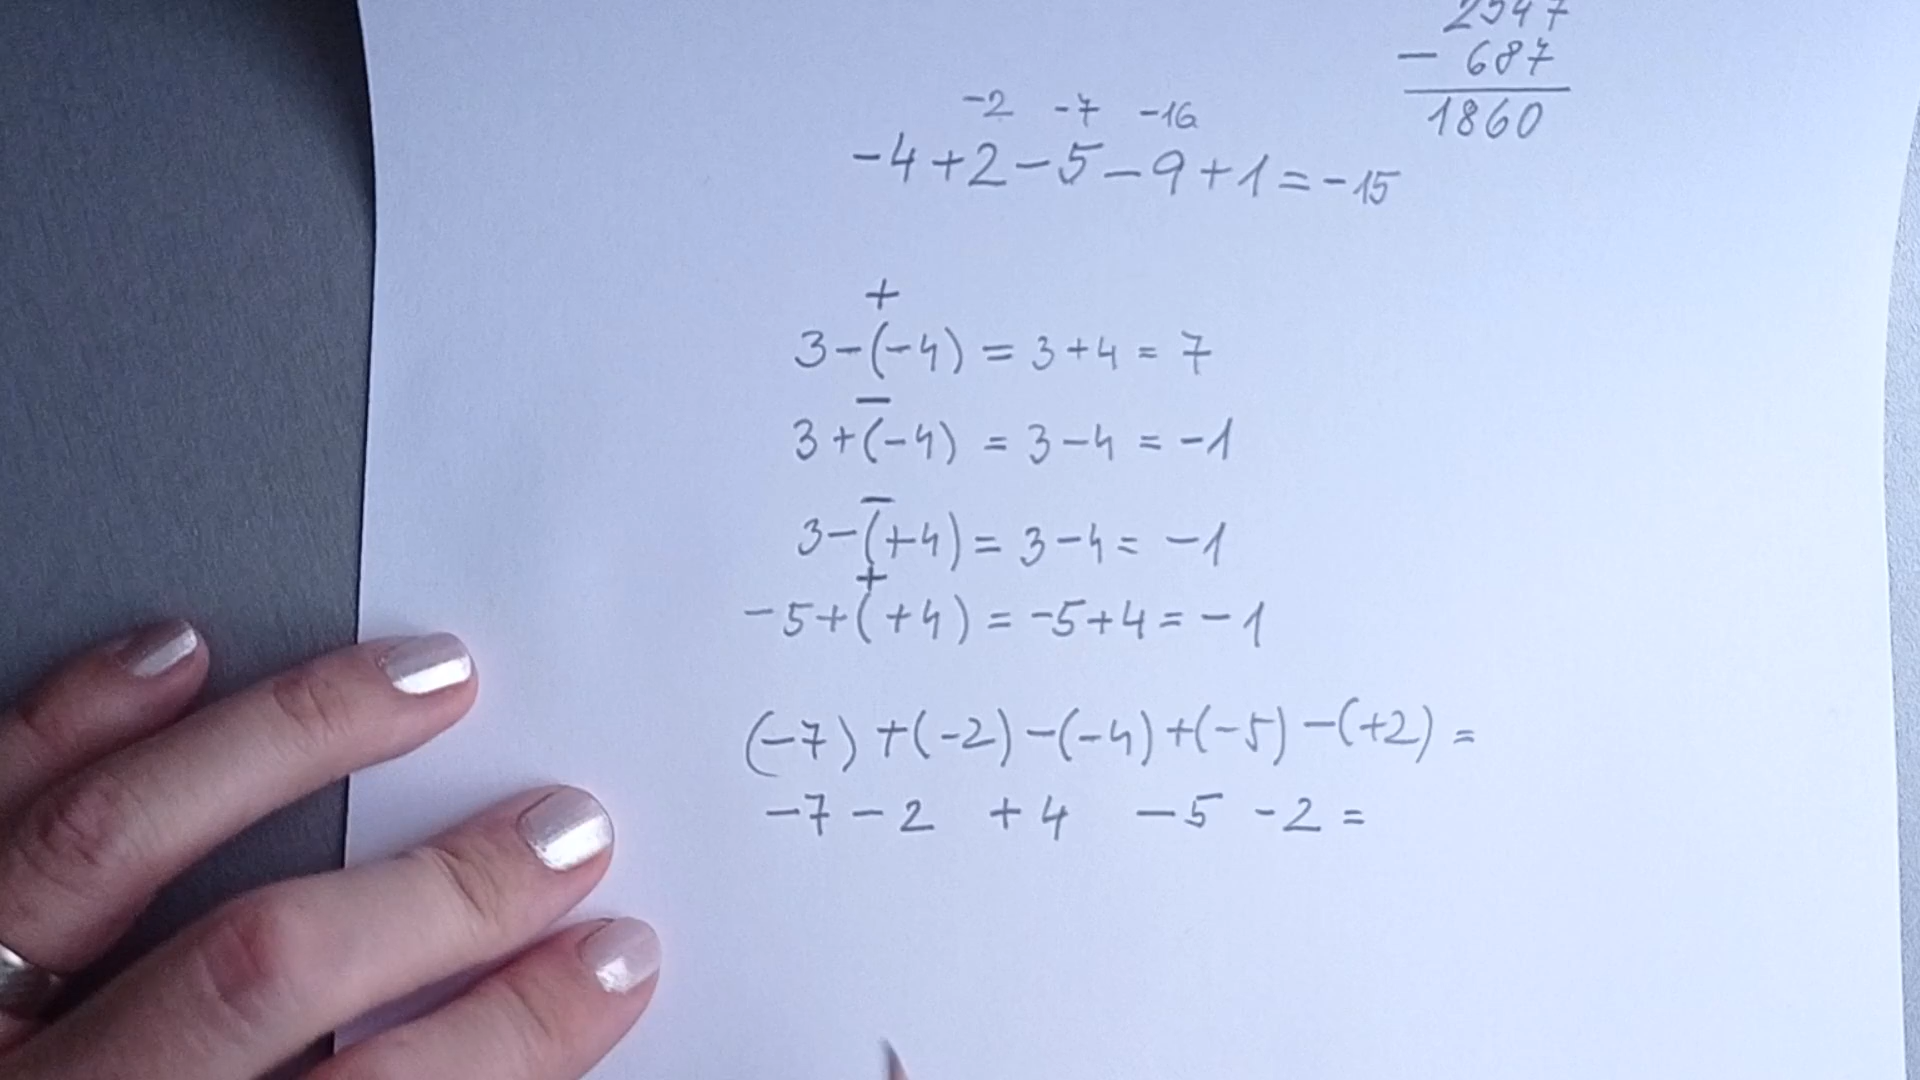 2547
- 687
1860
-2 -7 -16
-4+2-5-9+1=-15
+
3-(-4) = 3+4 = 7
-
3+(-4) = 3-4 = -1
-
3-(+4) = 3-4 = -1
+
-5+(+4) = -5+4 = -1
(-7)+(-2)-(-4)+(-5)-(+2) =
-7-2 +4 -5 -2 =